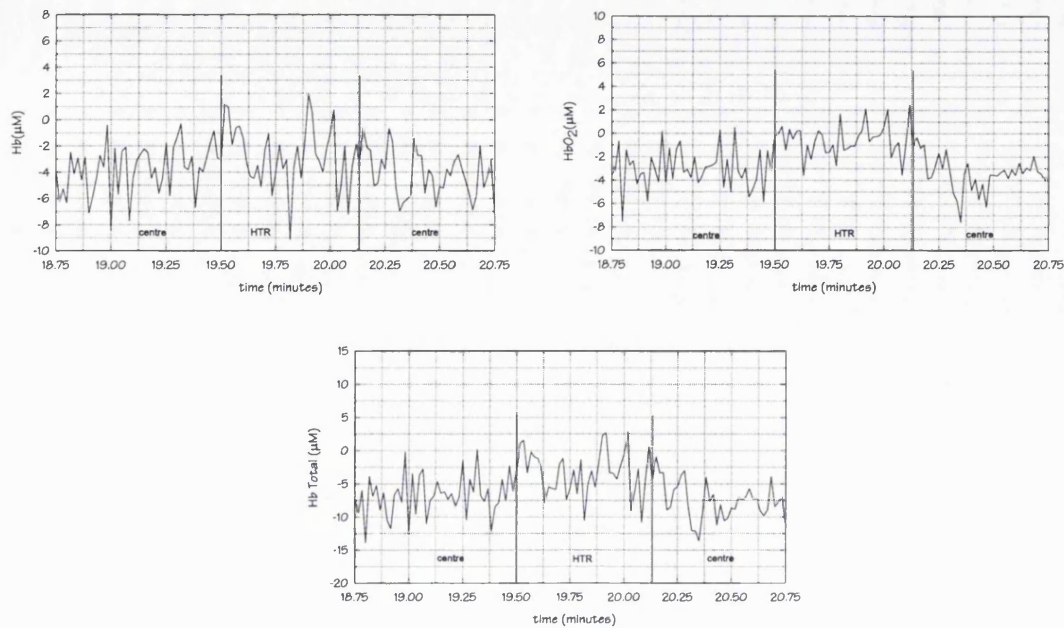 8
6
4
2
0
-2
-4
-6
-8
-10
Hb(μM)
centre
HTR
centre
18.75 19.00 19.25 19.50 19.75 20.00 20.25 20.50 20.75
time (minutes)
10
8
6
4
2
0
-2
-4
-6
-8
-10
HbO₂(μM)
centre
HTR
centre
18.75 19.00 19.25 19.50 19.75 20.00 20.25 20.50 20.75
time (minutes)
15
10
5
0
-5
-10
-15
-20
Hb Total (μM)
centre
HTR
centre
18.75 19.00 19.25 19.50 19.75 20.00 20.25 20.50 20.75
time (minutes)